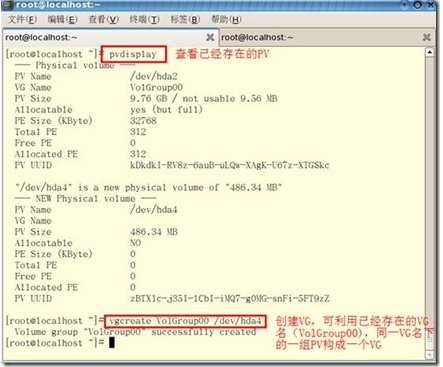 root@localhost:~
文件(F) 编辑(E) 查看(V) 终端(T) 标签(B) 帮助(H)
root@localhost:~ root@localhost:~
[root@localhost ~]# pvdisplay 查看已经存在的PV
--- Physical volume ---
PV Name /dev/hda2
VG Name VolGroup00
PV Size 9.76 GB / not usable 9.56 MB
Allocatable yes (but full)
PE Size (KByte) 32768
Total PE 312
Free PE 0
Allocated PE 312
PV UUID kDkdkI-RV8z-6auB-uLQw-XAgK-U67z-XTGSkc
"/dev/hda4" is a new physical volume of "486.34 MB"
--- NEW Physical volume ---
PV Name /dev/hda4
VG Name
PV Size 486.34 MB
Allocatable NO
PE Size (KByte) 0
Total PE 0
Free PE 0
Allocated PE 0
PV UUID zBTX1c-j35I-1CbI-iMQ7-g0MG-snFi-5FT9zZ
[root@localhost ~]# vgcreate VolGroup00 /dev/hda4 创建VG，可利用已经存在的VG
Volume group "VolGroup00" successfully created 名（VolGroup00），同一VG名下
[root@localhost ~]# 的一组PV构成一个VG